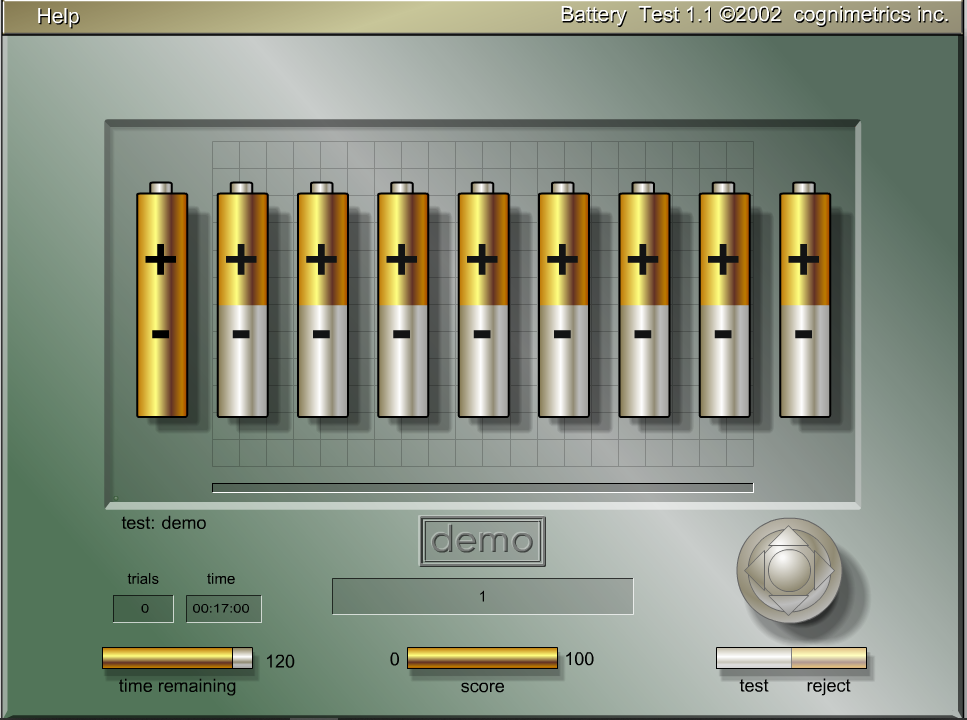 Help
Battery Test 1.1 ©2002 cognimetrics inc.
+ + + + + + + + +
- - - - - - - - -
test: demo
demo
trials time
0 00:17:00
1
120
time remaining
0 100
score
test reject